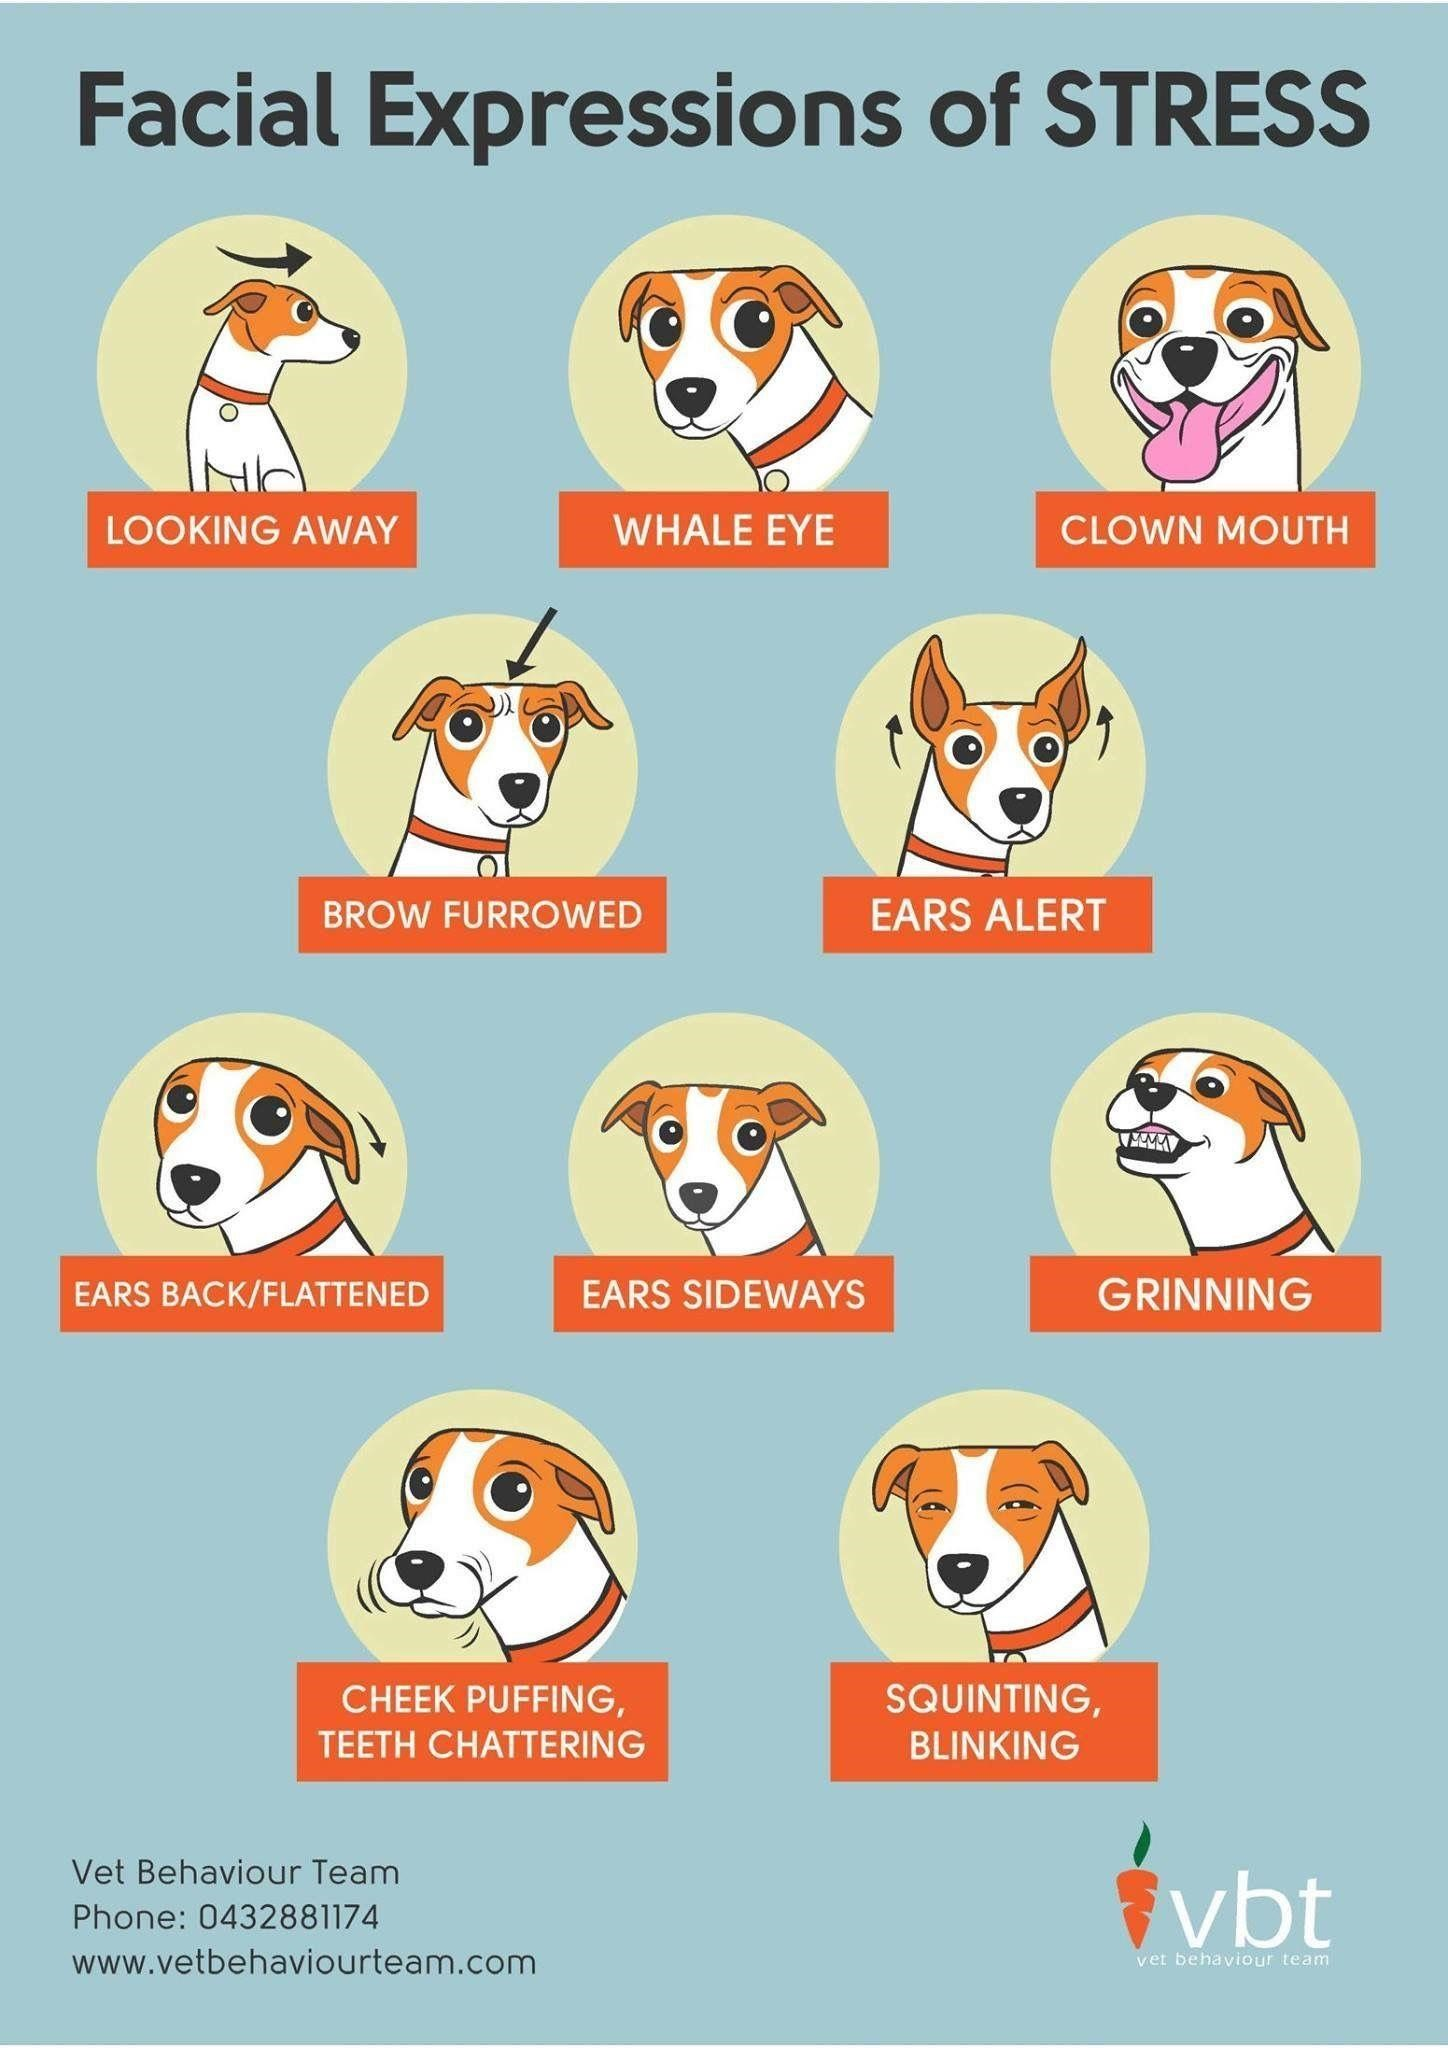 Facial Expressions of STRESS
LOOKING AWAY
WHALE EYE
CLOWN MOUTH
BROW FURROWED
EARS ALERT
EARS BACK/FLATTENED
EARS SIDEWAYS
GRINNING
CHEEK PUFFING,
TEETH CHATTERING
SQUINTING,
BLINKING
Vet Behaviour Team
Phone: 0432881174
www.vetbehaviourteam.com
vbt
vet behaviour team